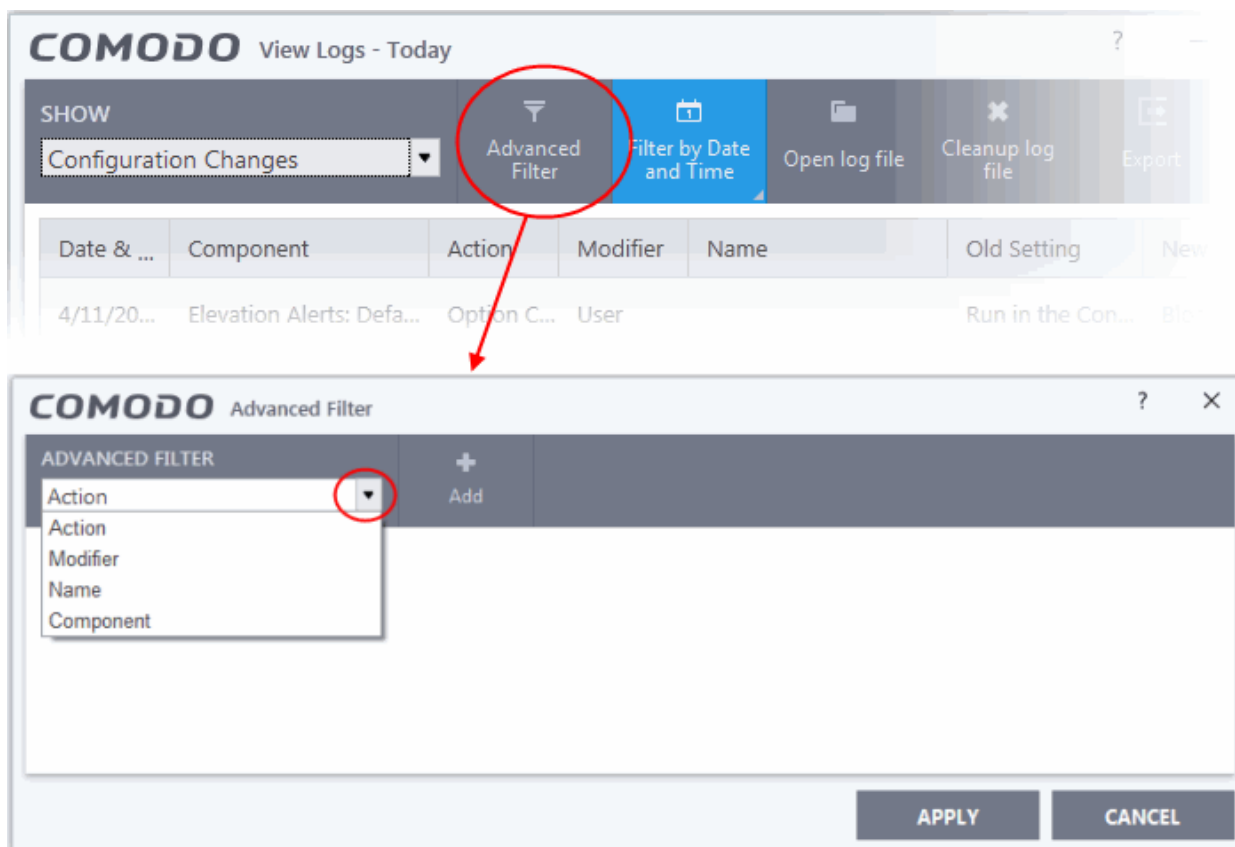 COMODO View Logs - Today ?
SHOW
Configuration Changes
Advanced
Filter
Filter by Date
and Time
Open log file
Cleanup log
file
Export
Date & ... Component Action Modifier Name Old Setting New
4/11/20... Elevation Alerts: Defa... Option C... User Run in the Con... Blo
COMODO Advanced Filter ?
ADVANCED FILTER
Action
Add
Action
Modifier
Name
Component
APPLY CANCEL